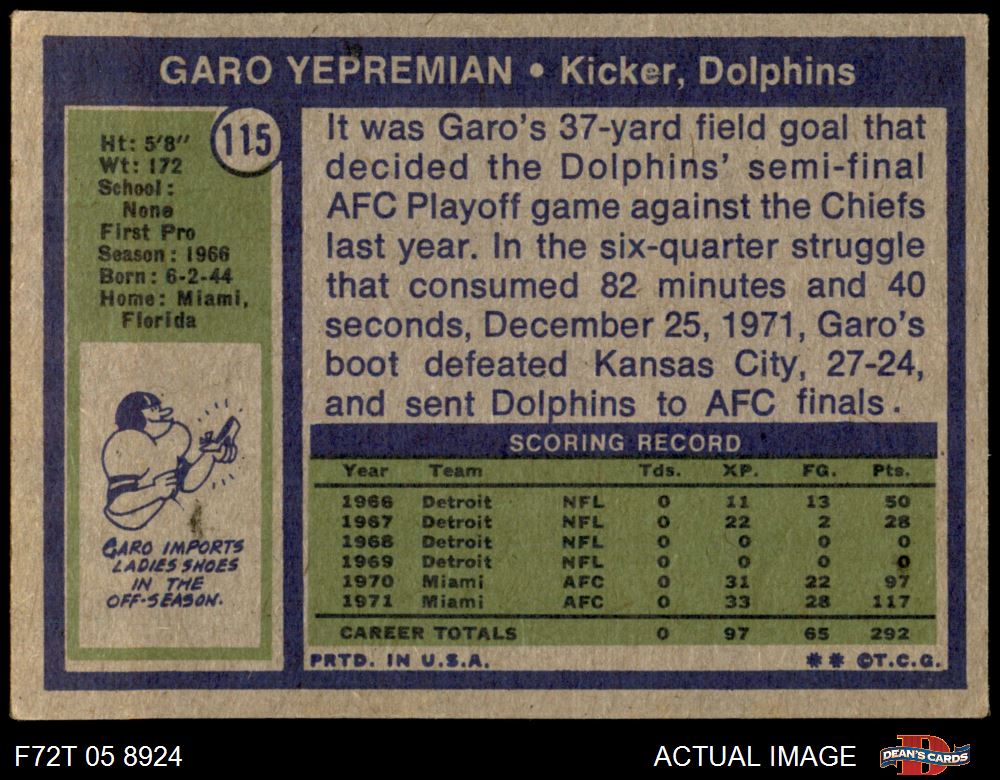 GARO YEPREMIAN • Kicker, Dolphins
115
Ht: 5'8"
Wt: 172
School:
None
First Pro
Season: 1966
Born: 6-2-44
Home: Miami,
Florida
GARO IMPORTS
LADIES SHOES
IN THE
OFF-SEASON.
It was Garo's 37-yard field goal that
decided the Dolphins' semi-final
AFC Playoff game against the Chiefs
last year. In the six-quarter struggle
that consumed 82 minutes and 40
seconds, December 25, 1971, Garo's
boot defeated Kansas City, 27-24,
and sent Dolphins to AFC finals.
SCORING RECORD
Year Team Tds. XP. FG. Pts.
1966 Detroit NFL 0 11 13 50
1967 Detroit NFL 0 22 2 28
1968 Detroit NFL 0 0 0 0
1969 Detroit NFL 0 0 0 0
1970 Miami AFC 0 31 22 97
1971 Miami AFC 0 33 28 117
CAREER TOTALS 0 97 65 292
PRTD. IN U.S.A. ** ©T.C.G.
F72T 05 8924 ACTUAL IMAGE DEAN'S CARDS